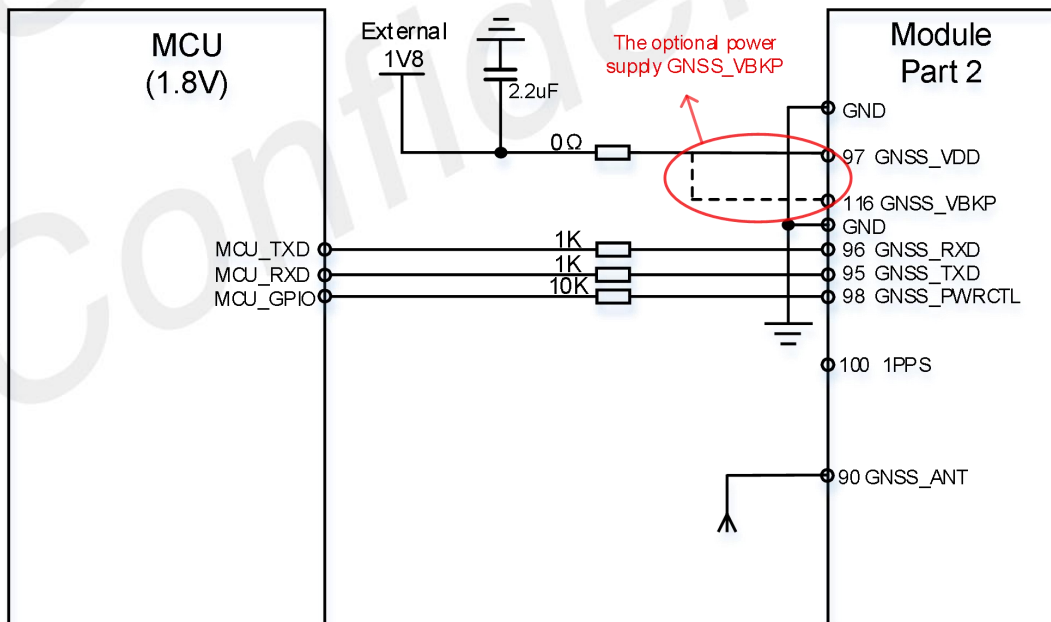 Confiden
MCU
(1.8V)
External
1V8
2.2uF
The optional power
supply GNSS_VBKP
Module
Part 2
GND
0Ω
97 GNSS_VDD
116 GNSS_VBKP
GND
MCU_TXD
1K
96 GNSS_RXD
MCU_RXD
1K
95 GNSS_TXD
MCU_GPIO
10K
98 GNSS_PWRCTL
100 1PPS
90 GNSS_ANT